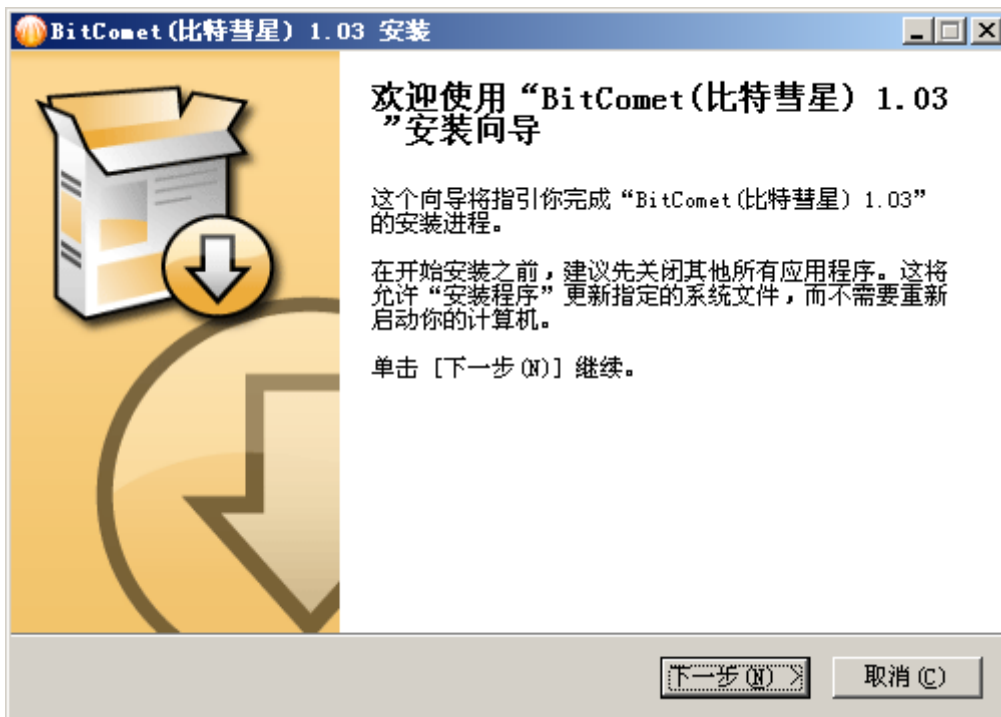 BitComet(比特彗星) 1.03 安装
欢迎使用“BitComet(比特彗星) 1.03
”安装向导
这个向导将指引你完成“BitComet(比特彗星) 1.03”
的安装进程。
在开始安装之前，建议先关闭其他所有应用程序。这将
允许“安装程序”更新指定的系统文件，而不需要重新
启动你的计算机。
单击 [下一步(N)] 继续。
下一步(N) >
取消(C)